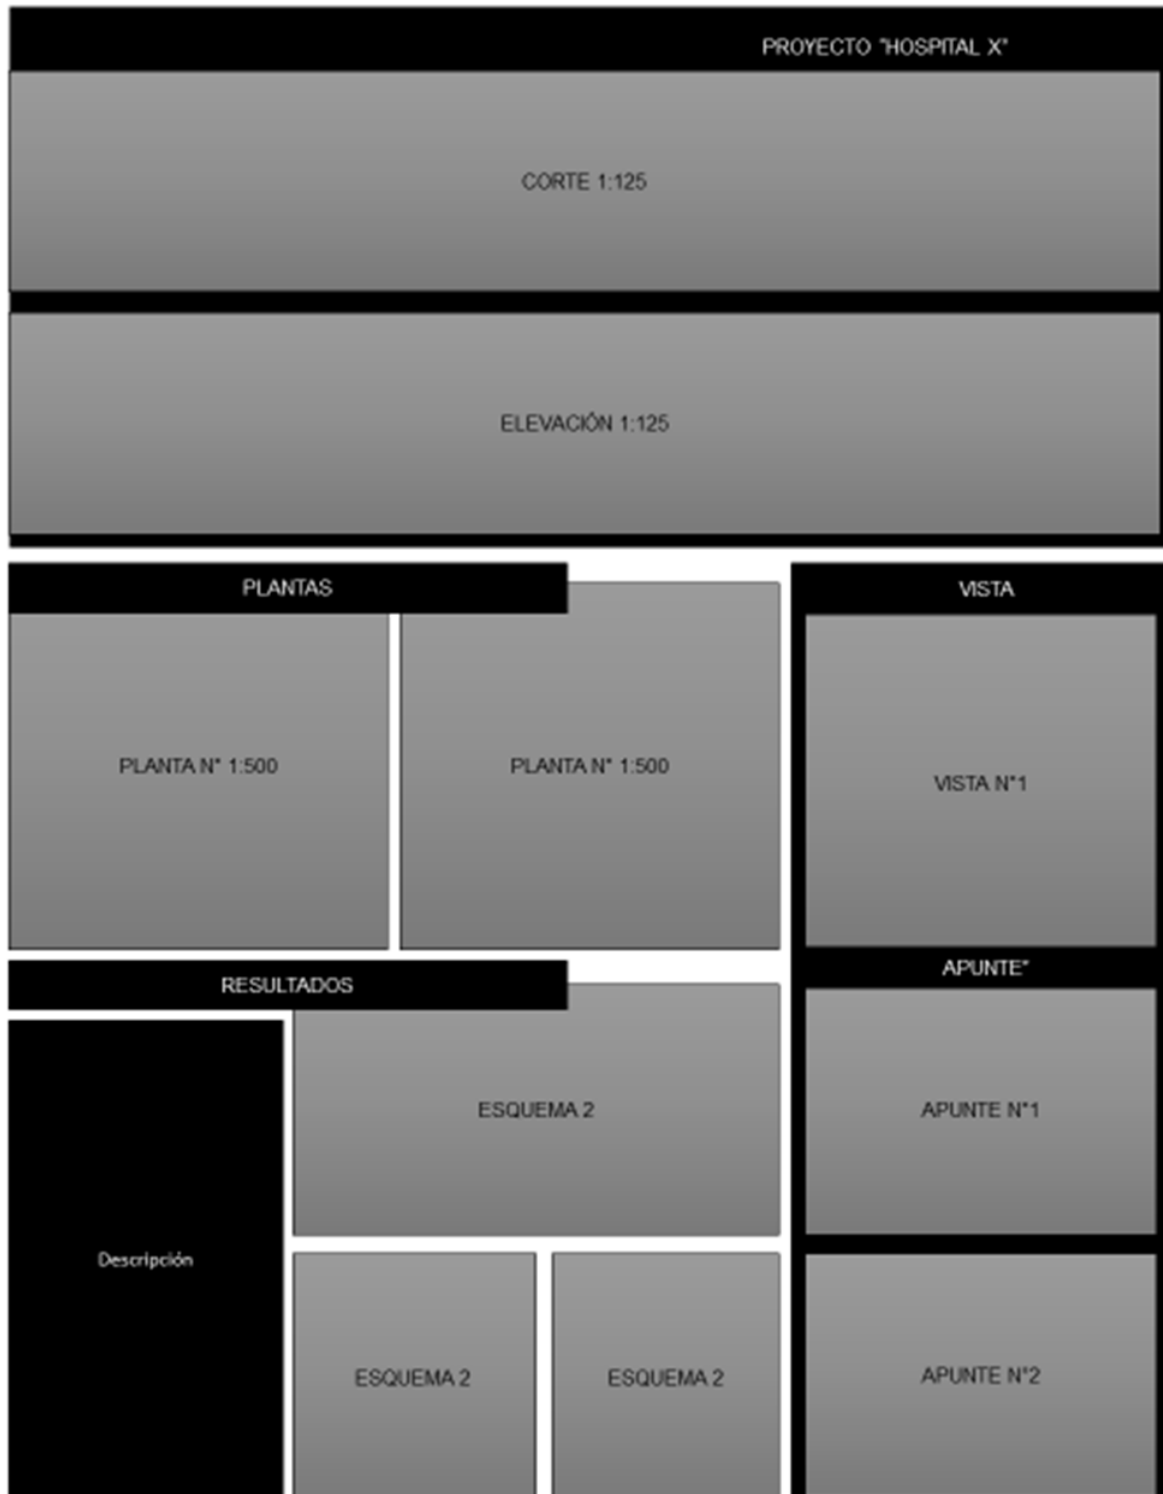 PROYECTO "HOSPITAL X"
CORTE 1:125
ELEVACIÓN 1:125
PLANTAS
PLANTA N° 1:500
PLANTA N° 1:500
VISTA
VISTA N°1
RESULTADOS
Descripción
ESQUEMA 2
ESQUEMA 2
ESQUEMA 2
APUNTE"
APUNTE N°1
APUNTE N°2